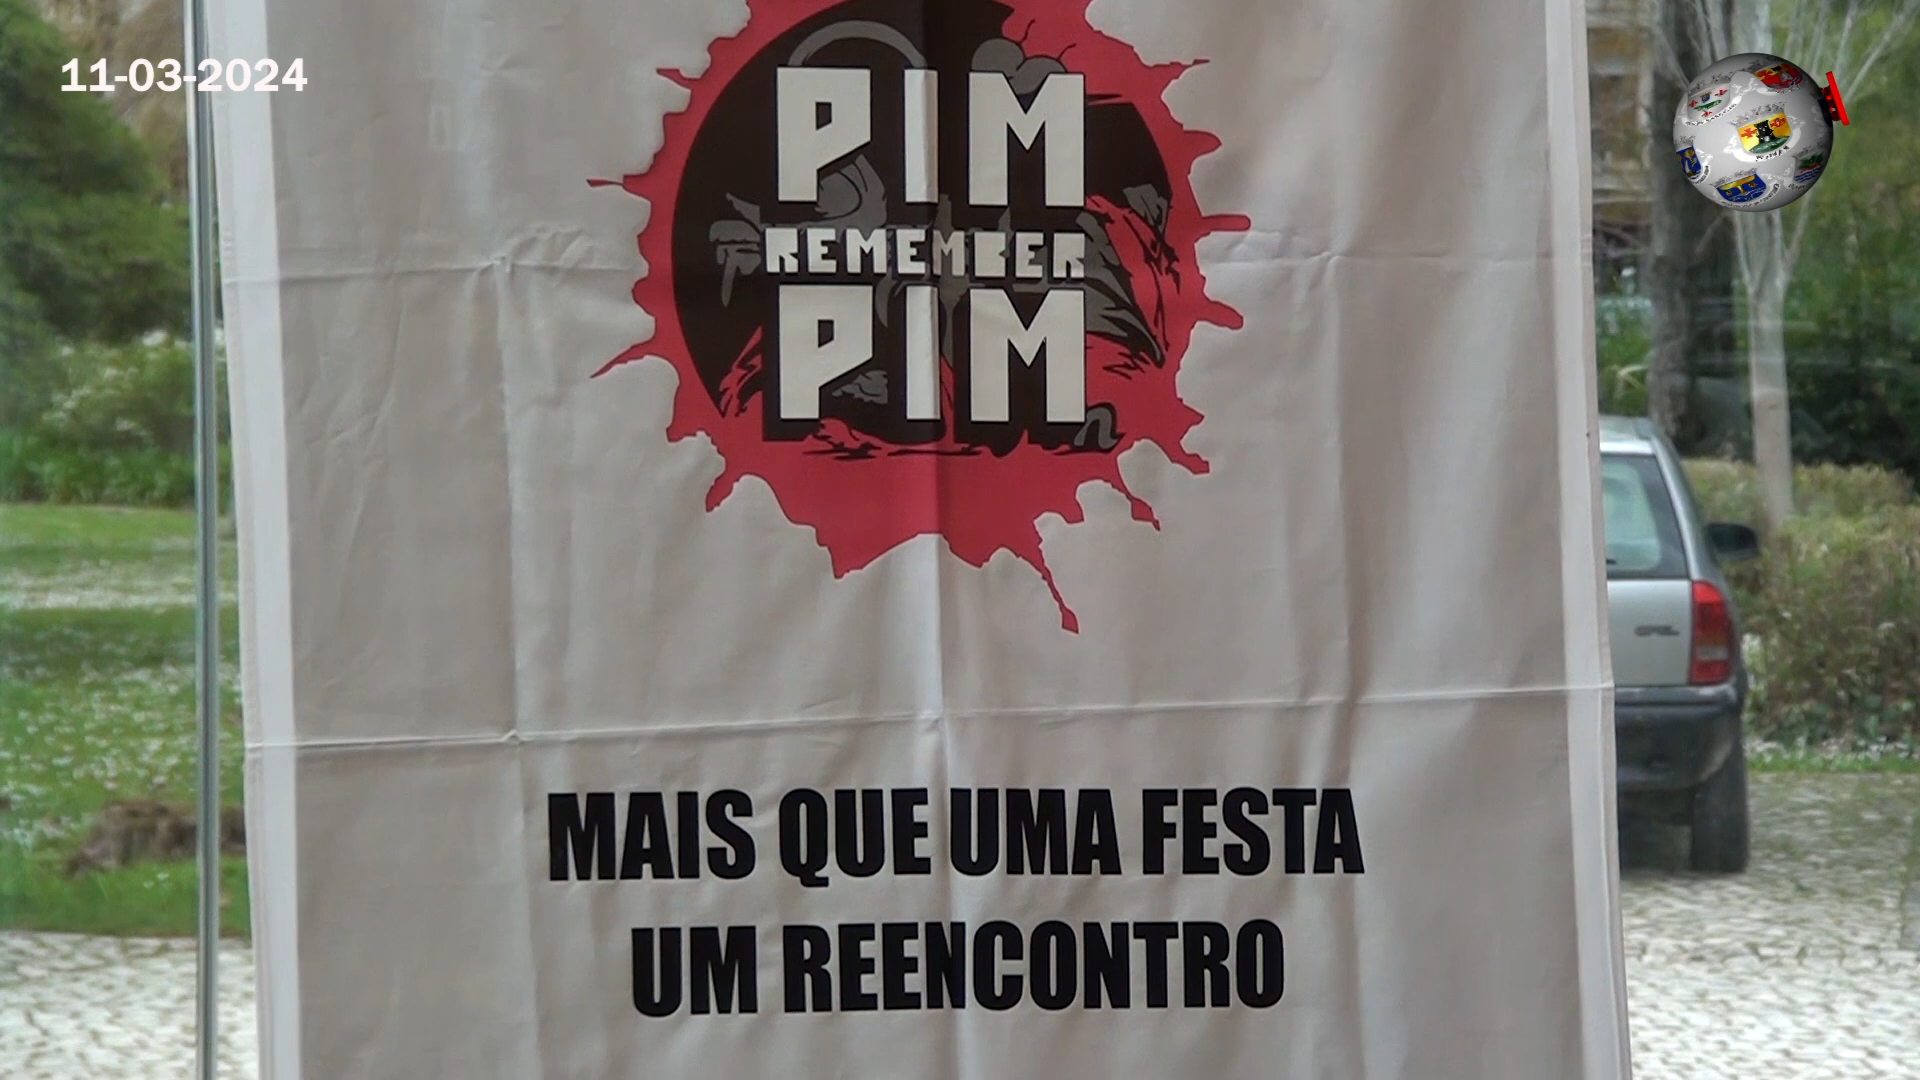 11-03-2024
PIM
REMEMBER
PIM
MAIS QUE UMA FESTA
UM REENCONTRO